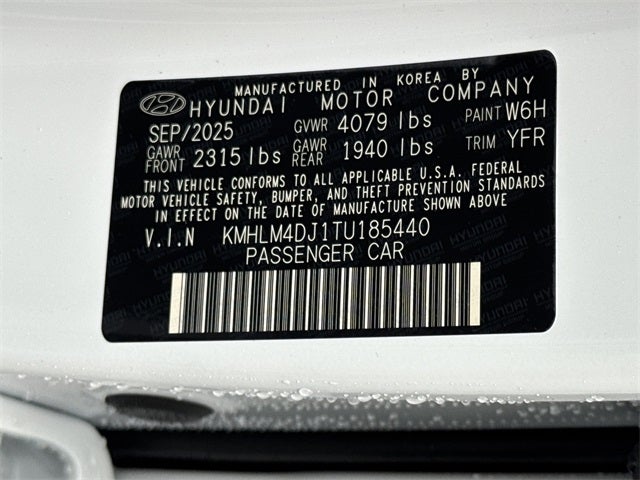 MANUFACTURED IN KOREA BY
HYUNDAI MOTOR COMPANY
SEP/2025 GVWR 4079 lbs PAINT W6H
GAWR FRONT 2315 lbs GAWR REAR 1940 lbs TRIM YFR
THIS VEHICLE CONFORMS TO ALL APPLICABLE U.S.A. FEDERAL
MOTOR VEHICLE SAFETY, BUMPER, AND THEFT PREVENTION STANDARDS
IN EFFECT ON THE DATE OF MANUFACTURE SHOWN ABOVE
V.I.N KMHLM4DJ1TU185440
PASSENGER CAR